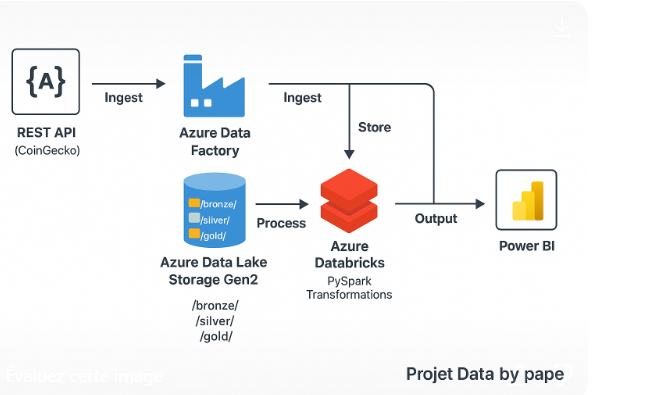 {A}
Ingest
Ingest
REST API
(CoinGecko)
Azure Data
Factory
Store
/bronze/
/siiver/
/gold/
Process
Output
Azure Data Lake
Storage Gen2
Azure
Databricks
PySpark
Transformations
Power BI
/bronze/
/silver/
/gold/
Évaluez cette image
Projet Data by pape